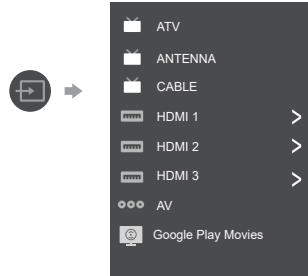 ATV
ANTENNA
CABLE
HDMI 1
HDMI 2
HDMI 3
AV
Google Play Movies